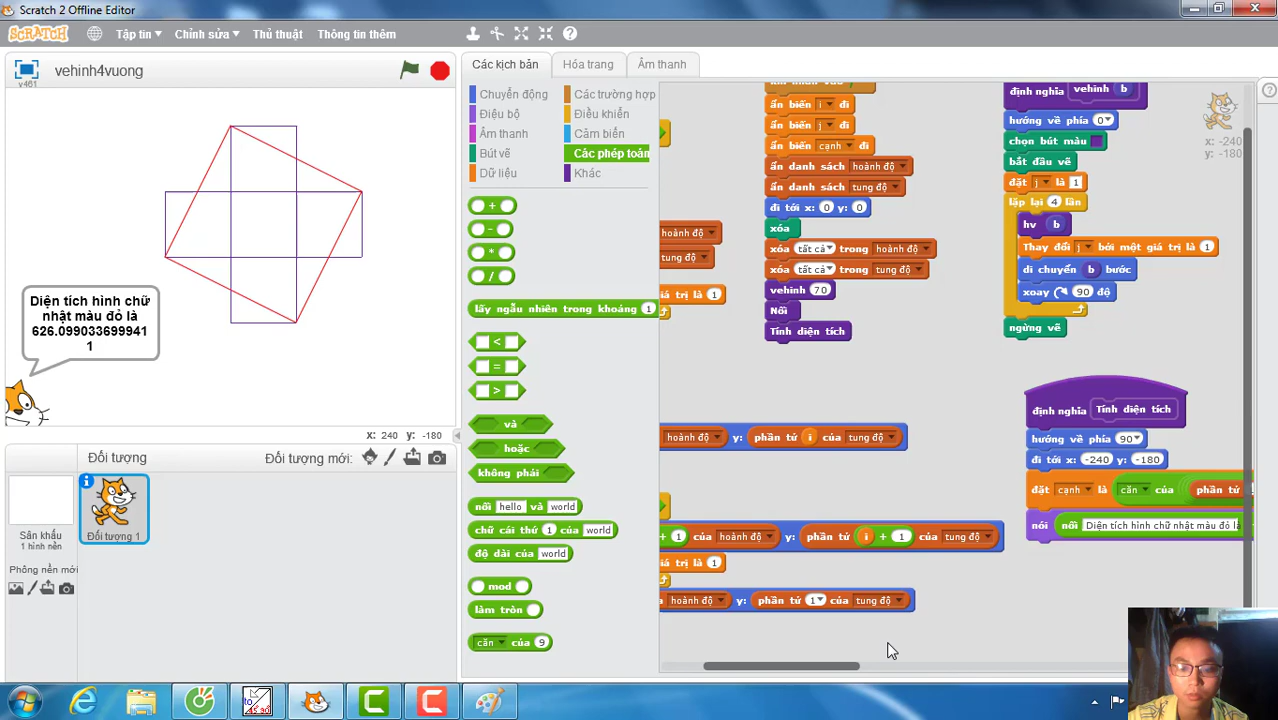 Scratch 2 Offline Editor
SCRATCH
Tập tin
Chỉnh sửa
Thủ thuật
Thông tin thêm
vehinh4vuong
v461
Diện tích hình chữ
nhật màu đỏ là
626.099033699941
1
x: 240 y: -180
Đối tượng
Đối tượng mới:
Sân khấu
1 hình nền
Phông nền mới
Đối tượng 1
Các kịch bản
Hóa trang
Âm thanh
Chuyển động
Các trường hợp
Điệu bộ
Điều khiển
Âm thanh
Cảm biến
Bút vẽ
Các phép toán
Dữ liệu
Khác
+
-
*
/
lấy ngẫu nhiên trong khoảng 1
<
=
>
và
hoặc
không phải
nối hello và world
chữ cái thứ 1 của world
độ dài của world
mod
làm tròn
căn của 9
hoành độ
tung độ
giá trị là 1
ẩn biến i đi
ẩn biến j đi
ẩn biến cạnh đi
ẩn danh sách hoành độ
ẩn danh sách tung độ
đi tới x: 0 y: 0
xóa
xóa tất cả trong hoành độ
xóa tất cả trong tung độ
vehinh 70
Nối
Tính diện tích
hoành độ y: phần tử i của tung độ
+ 1 của hoành độ y: phần tử i + 1 của tung độ
giá trị là 1
hoành độ y: phần tử 1 của tung độ
định nghĩa vehinh b
hướng về phía 0
chọn bút màu
bắt đầu vẽ
đặt j là 1
lặp lại 4 lần
hv b
Thay đổi j bởi một giá trị là 1
di chuyển b bước
xoay 90 độ
ngừng vẽ
định nghĩa Tính diện tích
hướng về phía 90
đi tới x: -240 y: -180
đặt cạnh là căn của phần tử
nói nối Diện tích hình chữ nhật màu đỏ là
x: -240
y: -180